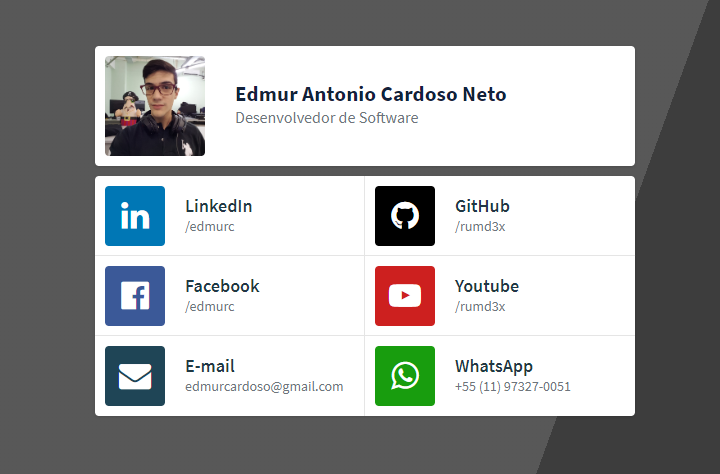 Edmur Antonio Cardoso Neto
Desenvolvedor de Software
in
LinkedIn
/edmurc
GitHub
/rumd3x
Facebook
/edmurc
Youtube
/rumd3x
E-mail
edmurcardoso@gmail.com
WhatsApp
+55 (11) 97327-0051